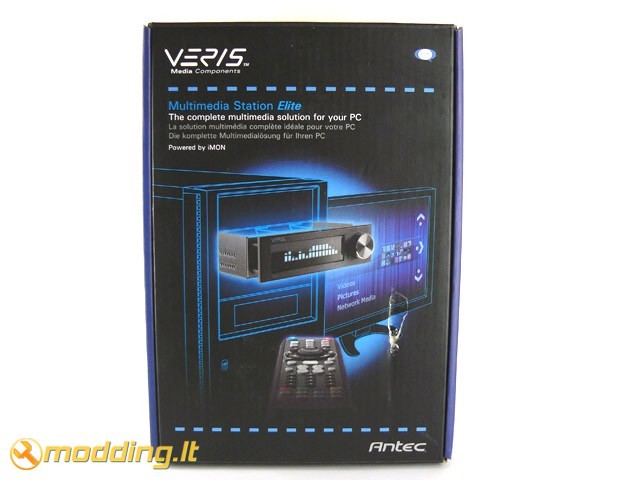 VERIS™
Media Components
Multimedia Station Elite
The complete multimedia solution for your PC
La solution multimédia complète idéale pour votre PC
Die komplette Multimedialösung für Ihren PC
Powered by iMON
VERIS
Videos
Pictures
Network Media
Antec
modding.lt